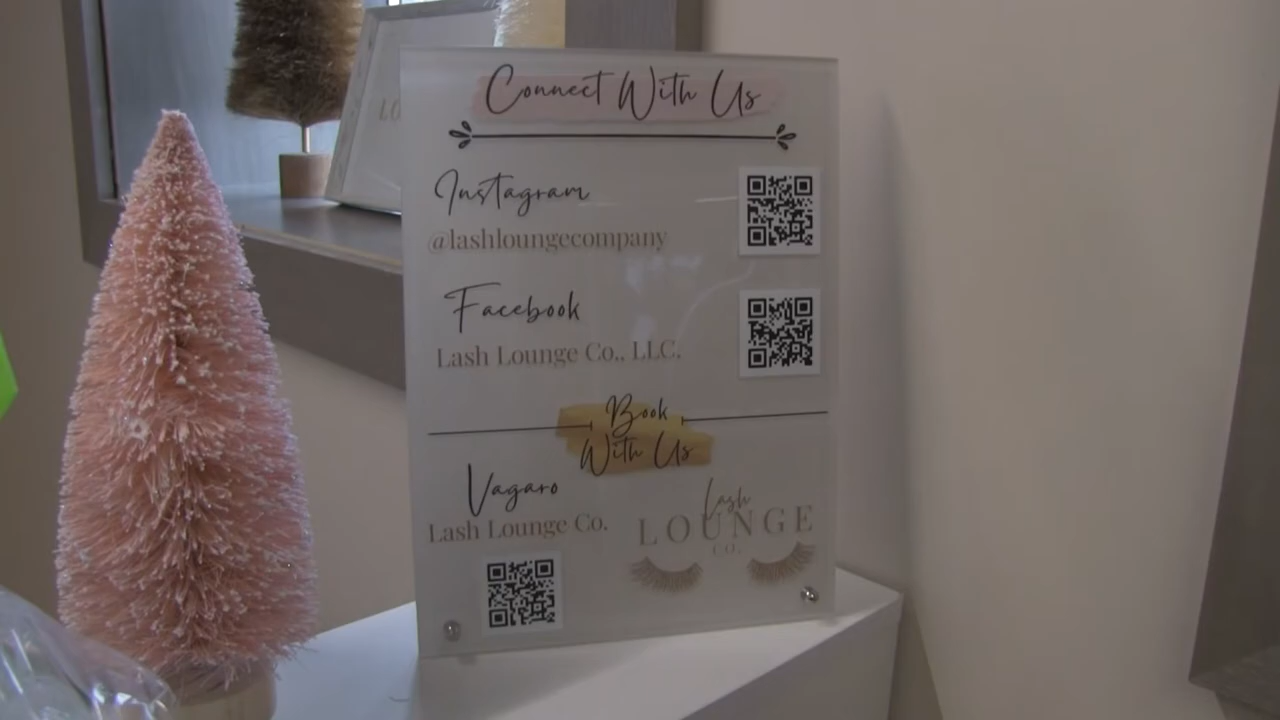 Connect With Us
Instagram
@lashloungecompany
Facebook
Lash Lounge Co., LLC.
Book
With Us
Vagaro
Lash Lounge Co.
Lash
LOUNGE
CO.
LO